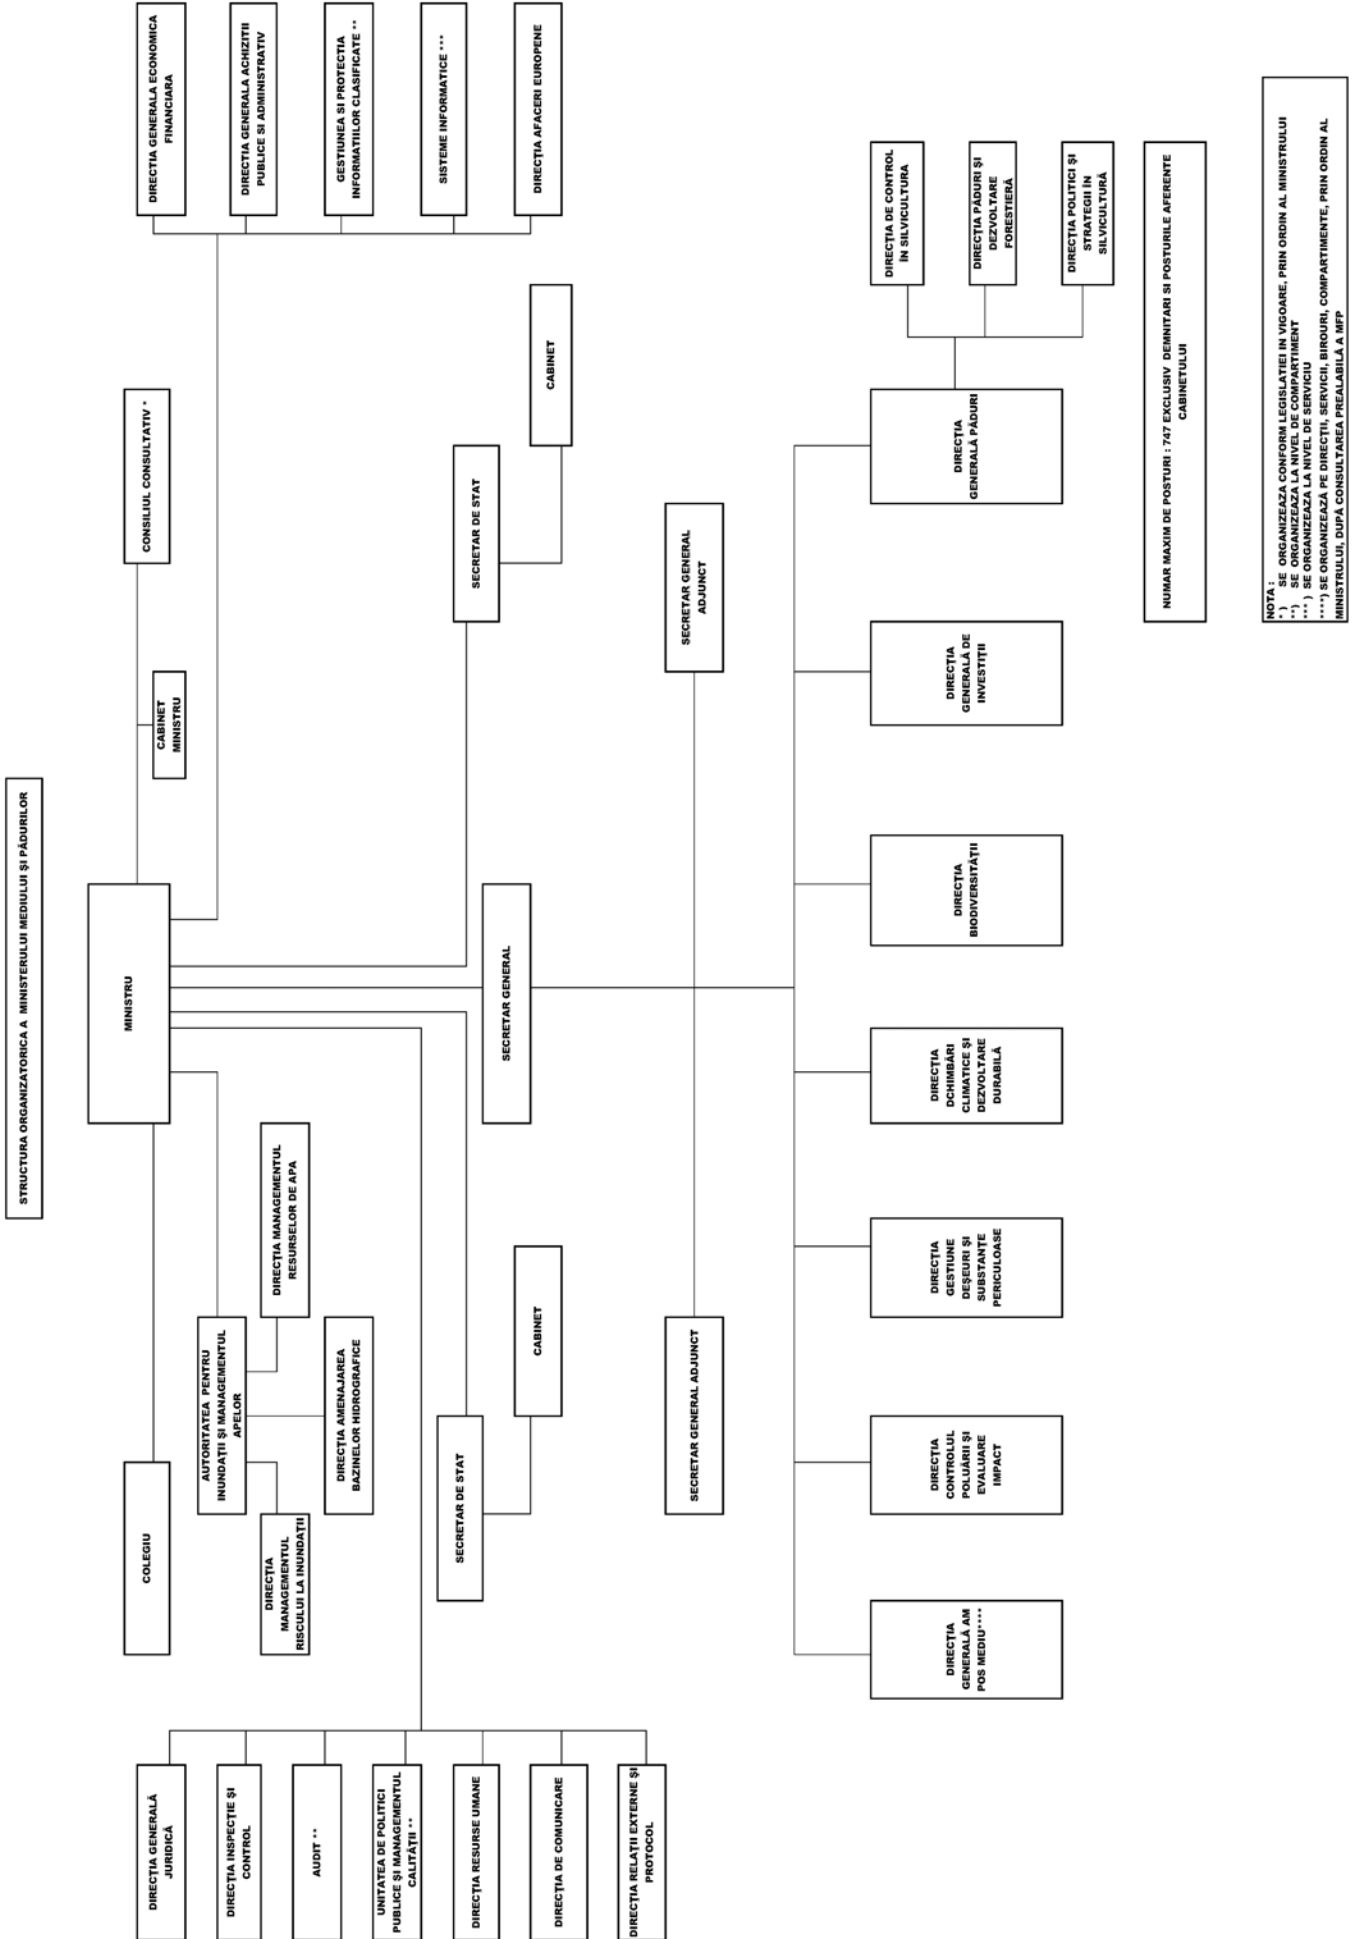 STRUCTURA ORGANIZATORICA A MINISTERULUI MEDIULUI ŞI PĂDURILOR
MINISTRU
COLEGIU
CABINET
MINISTRU
CONSILIUL CONSULTATIV *
DIRECŢIA GENERALĂ
JURIDICĂ
DIRECŢIA INSPECŢIE ŞI
CONTROL
AUDIT **
UNITATEA DE POLITICI
PUBLICE ŞI MANAGEMENTUL
CALITĂŢII **
DIRECŢIA RESURSE UMANE
DIRECŢIA DE COMUNICARE
DIRECŢIA RELAŢII EXTERNE ŞI
PROTOCOL
AUTORITATEA PENTRU
INUNDAŢII ŞI MANAGEMENTUL
APELOR
DIRECŢIA
MANAGEMENTUL
RISCULUI LA INUNDAŢII
DIRECŢIA AMENAJAREA
BAZINELOR HIDROGRAFICE
DIRECŢIA MANAGEMENTUL
RESURSELOR DE APA
DIRECTIA GENERALA ECONOMICA
FINANCIARA
DIRECTIA GENERALA ACHIZITII
PUBLICE SI ADMINISTRATIV
GESTIUNEA SI PROTECTIA
INFORMATIILOR CLASIFICATE **
SISTEME INFORMATICE ***
DIRECŢIA AFACERI EUROPENE
SECRETAR DE STAT
CABINET
SECRETAR GENERAL
SECRETAR DE STAT
CABINET
SECRETAR GENERAL ADJUNCT
SECRETAR GENERAL
ADJUNCT
DIRECŢIA
GENERALĂ AM
POS MEDIU****
DIRECŢIA
CONTROLUL
POLUĂRII ŞI
EVALUARE
IMPACT
DIRECŢIA
GESTIUNE
DEŞEURI ŞI
SUBSTANŢE
PERICULOASE
DIRECŢIA
DCHIMBĂRI
CLIMATICE ŞI
DEZVOLTARE
DURABILĂ
DIRECŢIA
BIODIVERSITĂŢII
DIRECŢIA
GENERALĂ DE
INVESTIŢII
DIRECŢIA
GENERALĂ PĂDURI
DIRECŢIA DE CONTROL
ÎN SILVICULTURA
DIRECŢIA PĂDURI ŞI
DEZVOLTARE
FORESTIERĂ
DIRECŢIA POLITICI ŞI
STRATEGII ÎN
SILVICULTURĂ
NUMAR MAXIM DE POSTURI : 747 EXCLUSIV DEMNITARI SI POSTURILE AFERENTE
CABINETULUI
NOTA :
* ) SE ORGANIZEAZA CONFORM LEGISLATIEI IN VIGOARE, PRIN ORDIN AL MINISTRULUI
**) SE ORGANIZEAZA LA NIVEL DE COMPARTIMENT
*** ) SE ORGANIZEAZA LA NIVEL DE SERVICIU
****) SE ORGANIZEAZĂ PE DIRECŢII, SERVICII, BIROURI, COMPARTIMENTE, PRIN ORDIN AL
MINISTRULUI, DUPĂ CONSULTAREA PREALABILĂ A MFP